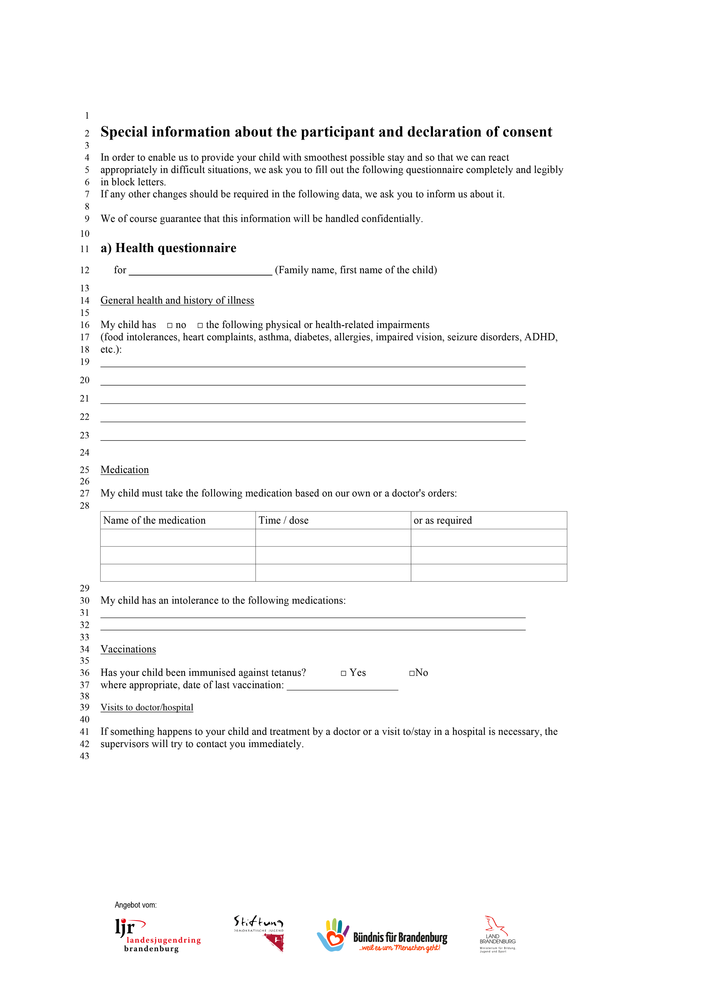 1
2 Special information about the participant and declaration of consent
3
4 In order to enable us to provide your child with smoothest possible stay and so that we can react
5 appropriately in difficult situations, we ask you to fill out the following questionnaire completely and legibly
6 in block letters.
7 If any other changes should be required in the following data, we ask you to inform us about it.
8
9 We of course guarantee that this information will be handled confidentially.
10
11 a) Health questionnaire
12 for ______________________ (Family name, first name of the child)
13
14 General health and history of illness
15
16 My child has □ no □ the following physical or health-related impairments
17 (food intolerances, heart complaints, asthma, diabetes, allergies, impaired vision, seizure disorders, ADHD,
18 etc.):
19
20
21
22
23
24
25 Medication
26
27 My child must take the following medication based on our own or a doctor's orders:
28
Name of the medication Time / dose or as required
29
30 My child has an intolerance to the following medications:
31
32
33
34 Vaccinations
35
36 Has your child been immunised against tetanus? □ Yes □No
37 where appropriate, date of last vaccination: ____________________
38
39 Visits to doctor/hospital
40
41 If something happens to your child and treatment by a doctor or a visit to/stay in a hospital is necessary, the
42 supervisors will try to contact you immediately.
43
Angebot vom:
ljr
landesjugendring
brandenburg
Stiftung
DEMOKRATISCHE JUGEND
Bündnis für Brandenburg
...weil es um Menschen geht!
LAND
BRANDENBURG
Ministerium für Bildung,
Jugend und Sport